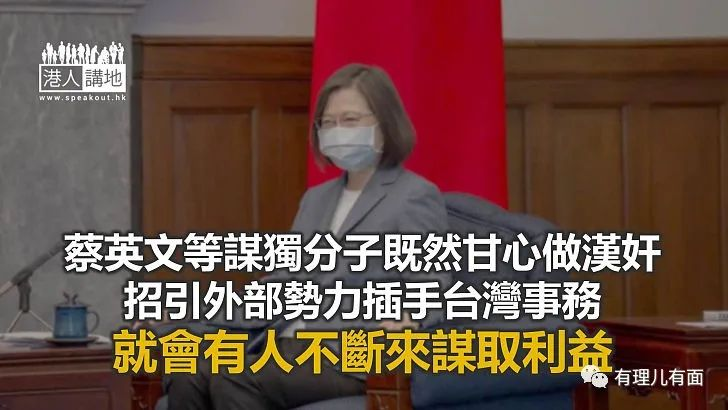 港人講地
www.speakout.hk
蔡英文等謀獨分子既然甘心做漢奸
招引外部勢力插手台灣事務
就會有人不斷來謀取利益
有理儿有面